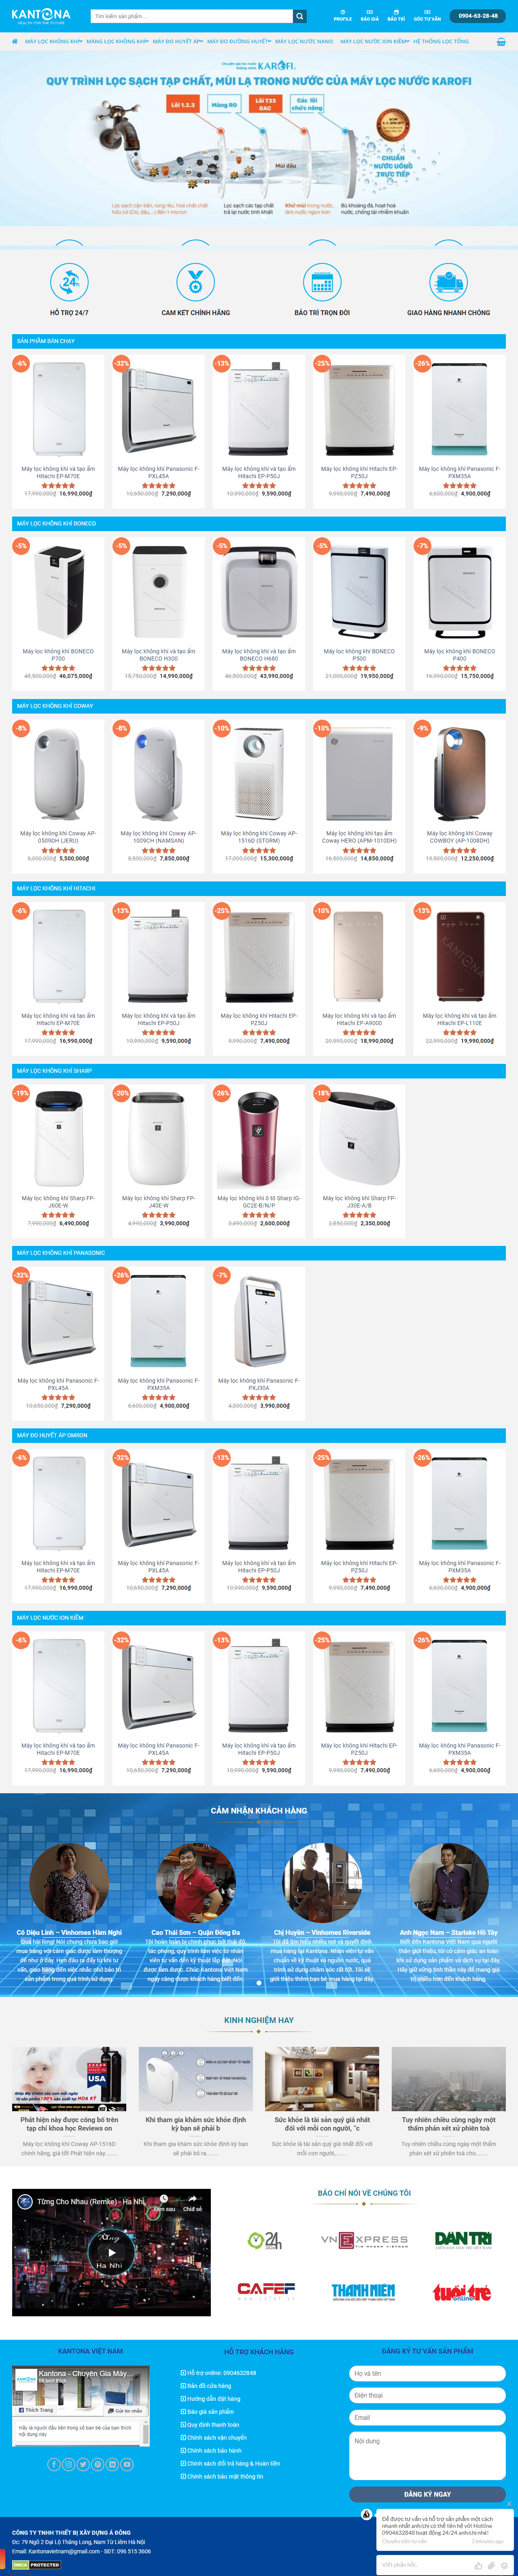 KANTONA
HEALTH FOR THE FUTURE
Tìm kiếm sản phẩm...
PROFILE
BÁO GIÁ
BẢO TRÌ
GÓC TƯ VẤN
0904-63-28-48
MÁY LỌC KHÔNG KHÍ
MÀNG LỌC KHÔNG KHÍ
MÁY ĐO HUYẾT ÁP
MÁY ĐO ĐƯỜNG HUYẾT
MÁY LỌC NƯỚC NANO
MÁY LỌC NƯỚC ION KIỀM
HỆ THỐNG LỌC TỔNG
KAROFI
QUY TRÌNH LOẠI BỎ CẶN BẨN, MÙI LẠ TRONG NƯỚC CỦA MÁY LỌC NƯỚC
Lõi 1.2.3
Màng RO
Lõi T33 GAC
Các lõi chức năng
Mùi dầu
CHUẨN NƯỚC UỐNG TRỰC TIẾP
Lọc sạch cặn bẩn, rong rêu, hoá chất chất hữu cơ (Clo, dầu...) đến 1 micron
Lọc sạch các tạp chất trả lại nước tinh khiết
Khử mùi trong nước, làm nước ngon hơn
Bù khoáng đa, hoạt hoá nước, chống tái nhiễm khuẩn
HỖ TRỢ 24/7
CAM KẾT CHÍNH HÃNG
BẢO TRÌ TRỌN ĐỜI
GIAO HÀNG NHANH CHÓNG
SẢN PHẨM BÁN CHẠY
-6%
Máy lọc không khí và tạo ẩm Hitachi EP-M70E
17,990,000₫ 16,990,000₫
-32%
Máy lọc không khí Panasonic F-PXL45A
10,650,000₫ 7,290,000₫
-13%
Máy lọc không khí và tạo ẩm Hitachi EP-P50J
10,990,000₫ 9,590,000₫
-25%
Máy lọc không khí Hitachi EP-PZ50J
9,990,000₫ 7,490,000₫
-26%
Máy lọc không khí Panasonic F-PXM35A
6,600,000₫ 4,900,000₫
MÁY LỌC KHÔNG KHÍ BONECO
-5%
Máy lọc không khí BONECO P700
48,500,000₫ 46,075,000₫
-5%
Máy lọc không khí và tạo ẩm BONECO H300
15,750,000₫ 14,990,000₫
-5%
Máy lọc không khí và tạo ẩm BONECO H680
46,500,000₫ 43,990,000₫
-5%
Máy lọc không khí BONECO P500
21,000,000₫ 19,950,000₫
-7%
Máy lọc không khí BONECO P400
16,990,000₫ 15,750,000₫
MÁY LỌC KHÔNG KHÍ COWAY
-8%
Máy lọc không khí Coway AP-0509DH (JERU)
6,000,000₫ 5,500,000₫
-8%
Máy lọc không khí Coway AP-1009CH (NAMSAN)
8,500,000₫ 7,850,000₫
-10%
Máy lọc không khí Coway AP-1516D (STORM)
17,000,000₫ 15,300,000₫
-10%
Máy lọc không khí tạo ẩm Coway HERO (APM-1010DH)
16,500,000₫ 14,850,000₫
-9%
Máy lọc không khí Coway COWBOY (AP-1008DH)
13,500,000₫ 12,250,000₫
MÁY LỌC KHÔNG KHÍ HITACHI
-6%
Máy lọc không khí và tạo ẩm Hitachi EP-M70E
17,990,000₫ 16,990,000₫
-13%
Máy lọc không khí và tạo ẩm Hitachi EP-P50J
10,990,000₫ 9,590,000₫
-25%
Máy lọc không khí Hitachi EP-PZ50J
9,990,000₫ 7,490,000₫
-10%
Máy lọc không khí và tạo ẩm Hitachi EP-A9000
20,990,000₫ 18,990,000₫
-13%
Máy lọc không khí và tạo ẩm Hitachi EP-L110E
22,990,000₫ 19,990,000₫
MÁY LỌC KHÔNG KHÍ SHARP
-19%
Máy lọc không khí Sharp FP-J60E-W
7,990,000₫ 6,490,000₫
-20%
Máy lọc không khí Sharp FP-J40E-W
4,990,000₫ 3,990,000₫
-26%
Máy lọc không khí ô tô Sharp IG-GC2E-B/N/P
3,490,000₫ 2,600,000₫
-18%
Máy lọc không khí Sharp FP-J30E-A/B
2,850,000₫ 2,350,000₫
MÁY LỌC KHÔNG KHÍ PANASONIC
-32%
Máy lọc không khí Panasonic F-PXL45A
10,650,000₫ 7,290,000₫
-26%
Máy lọc không khí Panasonic F-PXM35A
6,600,000₫ 4,900,000₫
-7%
Máy lọc không khí Panasonic F-PXJ30A
4,300,000₫ 3,990,000₫
MÁY ĐO HUYẾT ÁP OMRON
-6%
Máy lọc không khí và tạo ẩm Hitachi EP-M70E
17,990,000₫ 16,990,000₫
-32%
Máy lọc không khí Panasonic F-PXL45A
10,650,000₫ 7,290,000₫
-13%
Máy lọc không khí và tạo ẩm Hitachi EP-P50J
10,990,000₫ 9,590,000₫
-25%
Máy lọc không khí Hitachi EP-PZ50J
9,990,000₫ 7,490,000₫
-26%
Máy lọc không khí Panasonic F-PXM35A
6,600,000₫ 4,900,000₫
MÁY LỌC NƯỚC ION KIỀM
-6%
Máy lọc không khí và tạo ẩm Hitachi EP-M70E
17,990,000₫ 16,990,000₫
-32%
Máy lọc không khí Panasonic F-PXL45A
10,650,000₫ 7,290,000₫
-13%
Máy lọc không khí và tạo ẩm Hitachi EP-P50J
10,990,000₫ 9,590,000₫
-25%
Máy lọc không khí Hitachi EP-PZ50J
9,990,000₫ 7,490,000₫
-26%
Máy lọc không khí Panasonic F-PXM35A
6,600,000₫ 4,900,000₫
CẢM NHẬN KHÁCH HÀNG
Cô Diệu Linh – Vinhomes Hàm Nghi
Quá hài lòng! Nói chung chưa bao giờ mua hàng với cảm giác được làm thượng đế như ở đây. Hẹn đâu ra đấy từ khi tư vấn, giao hàng đến việc nhắc nhở bảo trì sản phẩm trong quá trình sử dụng.
Cao Thái Sơn – Quận Đống Đa
Tôi hoàn toàn bị chinh phục bởi thái độ, tác phong, quy trình làm việc từ nhân viên tư vấn đến kỹ thuật lắp đặt. Nói được làm được. Chúc Kantona Việt Nam ngày càng được khách hàng biết đến.
Chị Huyền – Vinhomes Riverside
Tôi đã tìm hiểu nhiều nơi và quyết định mua hàng tại Kantona. Nhân viên tư vấn chuẩn về kỹ thuật và nguồn nước, quá trình sử dụng chăm sóc rất tốt. Tôi sẽ giới thiệu thêm bạn bè mua hàng tại đây.
Anh Ngọc Nam – Starlake Hồ Tây
Biết đến Kantona Việt Nam qua người thân giới thiệu, tôi có cảm giác an toàn khi sử dụng sản phẩm và dịch vụ tại đây. Hãy giữ vững tinh thần này để mang giá trị nhiều hơn đến khách hàng.
KINH NGHIỆM HAY
USA
Phát hiện này được công bố trên tạp chí khoa học Reviews on
Máy lọc không khí Coway AP-1516D chính hãng, giá tốt Phát hiện này.......
Khi tham gia khám sức khỏe định kỳ bạn sẽ phải b
Khi tham gia khám sức khỏe định kỳ bạn sẽ phải bỏ ra.......
Sức khỏe là tài sản quý giá nhất đối với mỗi con người, "c
Sức khỏe là tài sản quý giá nhất đối với mỗi con người,.......
Tuy nhiên chiều cùng ngày một thấm phán xét xử phiên toà
Tuy nhiên chiều cùng ngày một thấm phán xét xử phiên toà cho.......
Từng Cho Nhau (Remike) - Hà Nhi
Xem sau
Chia sẻ
Từng
Hà Nhi
BÁO CHÍ NÓI VỀ CHÚNG TÔI
24h
VNEXPRESS
TIN NHANH VIỆT NAM
DÂN TRÍ
CAFEF
THANH NIÊN
tuổi trẻ online
KANTONA VIỆT NAM
Kantona - Chuyên Gia Máy...
Thích Trang
Gửi tin nhắn
Hãy là người đầu tiên trong số bạn bè của bạn thích nội dung này
HỖ TRỢ KHÁCH HÀNG
Hỗ trợ online: 0904632848
Bản đồ cửa hàng
Hướng dẫn đặt hàng
Báo giá sản phẩm
Quy định thanh toán
Chính sách vận chuyển
Chính sách bảo hành
Chính sách đổi trả hàng & Hoàn tiền
Chính sách bảo mật thông tin
ĐĂNG KÝ TƯ VẤN SẢN PHẨM
Họ và tên
Điện thoại
Email
Nội dung
ĐĂNG KÝ NGAY
CÔNG TY TNHH THIẾT BỊ XÂY DỰNG Á ĐÔNG
Đc: 79 Ngõ 2 Đại Lộ Thăng Long, Nam Từ Liêm Hà Nội
Email: Kantonavietnam@gmail.com - SĐT: 096 515 3606
DMCA PROTECTED
Để được tư vấn và hỗ trợ sản phẩm một cách nhanh nhất anh/chị có thể liên hệ với Hotline 0904632848 hoạt động 24/24 anh/chị nhé!
Chuyên viên tư vấn
2 minutes ago
Viết phản hồi..